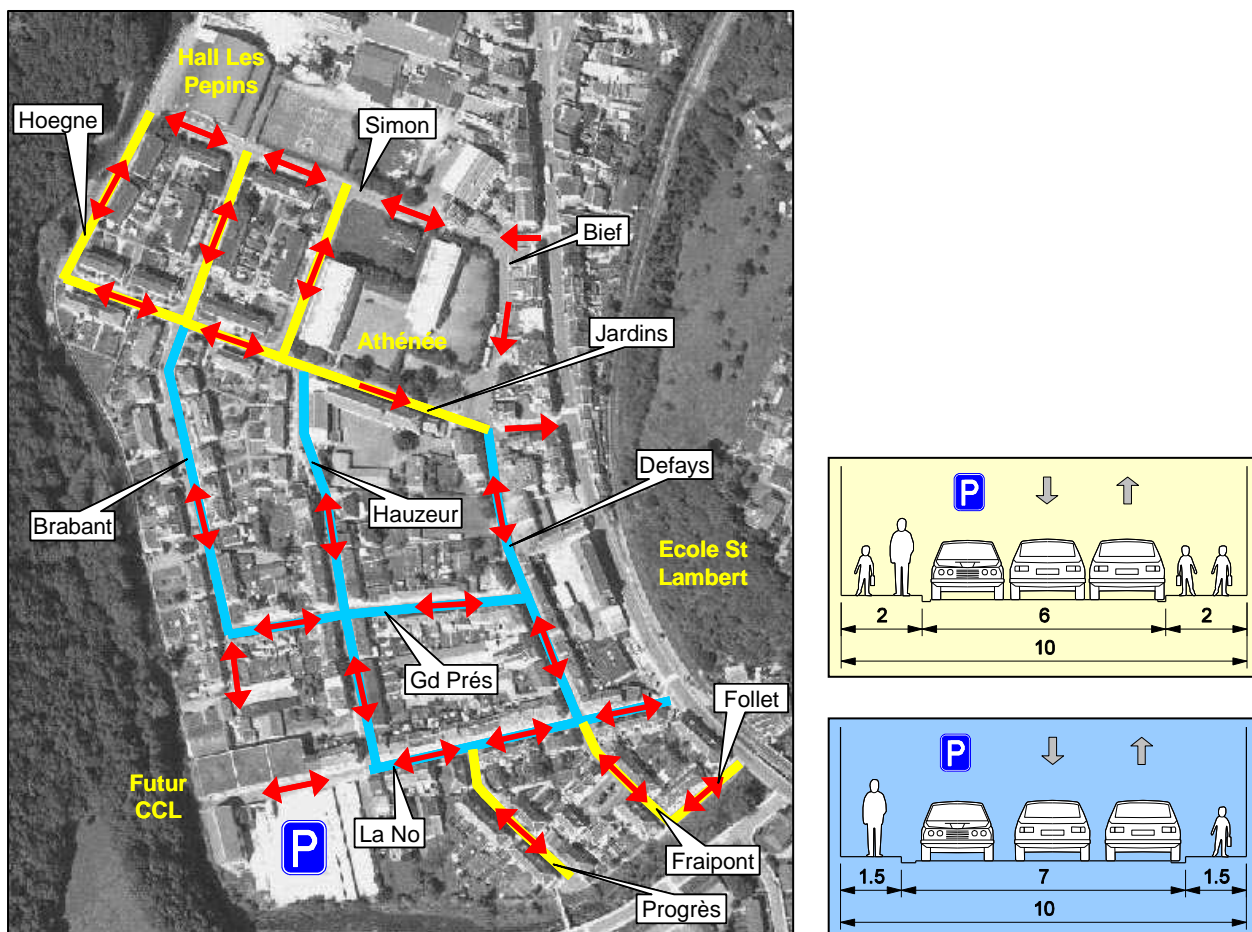 Hall Les
Pepins
Hoegne
Simon
Bief
Jardins
Athénée
Defays
Brabant
Hauzeur
Ecole St
Lambert
Gd Prés
Follet
Futur
CCL
La No
P
Fraipont
Progrès
P
2
6
2
10
P
1.5
7
1.5
10